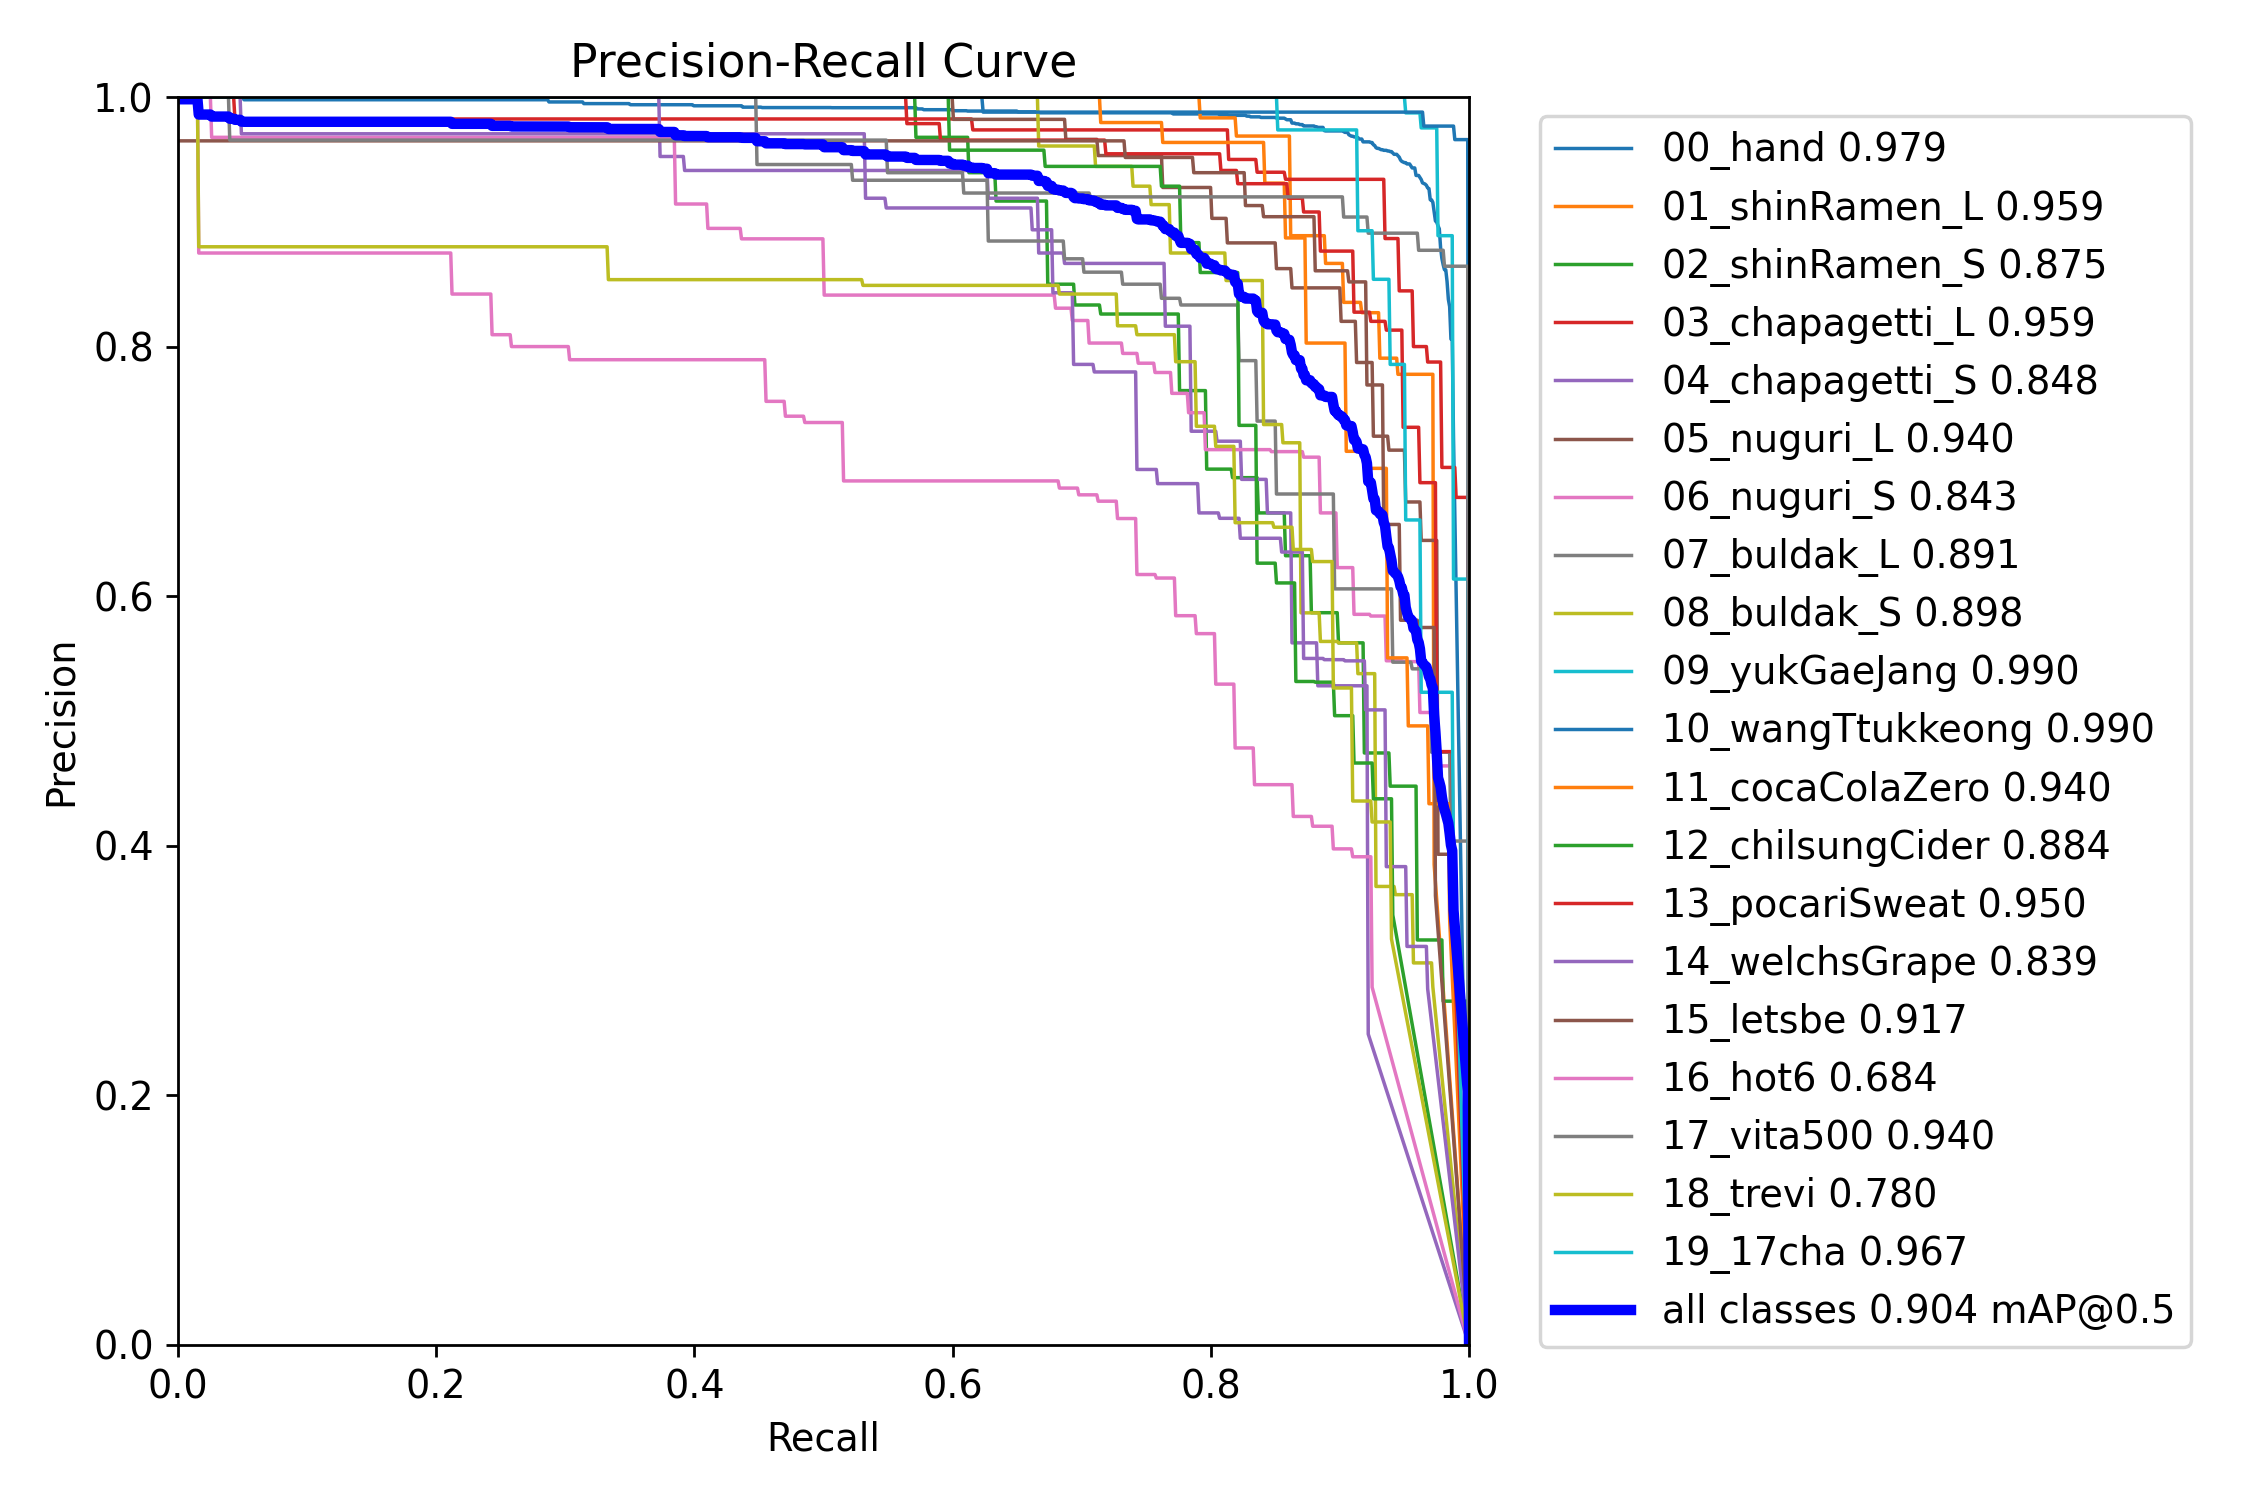 Precision-Recall Curve
1.0
0.8
0.6
0.4
0.2
0.0
Precision
0.0 0.2 0.4 0.6 0.8 1.0
Recall
00_hand 0.979
01_shinRamen_L 0.959
02_shinRamen_S 0.875
03_chapagetti_L 0.959
04_chapagetti_S 0.848
05_nuguri_L 0.940
06_nuguri_S 0.843
07_buldak_L 0.891
08_buldak_S 0.898
09_yukGaeJang 0.990
10_wangTtukkeong 0.990
11_cocaColaZero 0.940
12_chilsungCider 0.884
13_pocariSweat 0.950
14_welchsGrape 0.839
15_letsbe 0.917
16_hot6 0.684
17_vita500 0.940
18_trevi 0.780
19_17cha 0.967
all classes 0.904 mAP@0.5